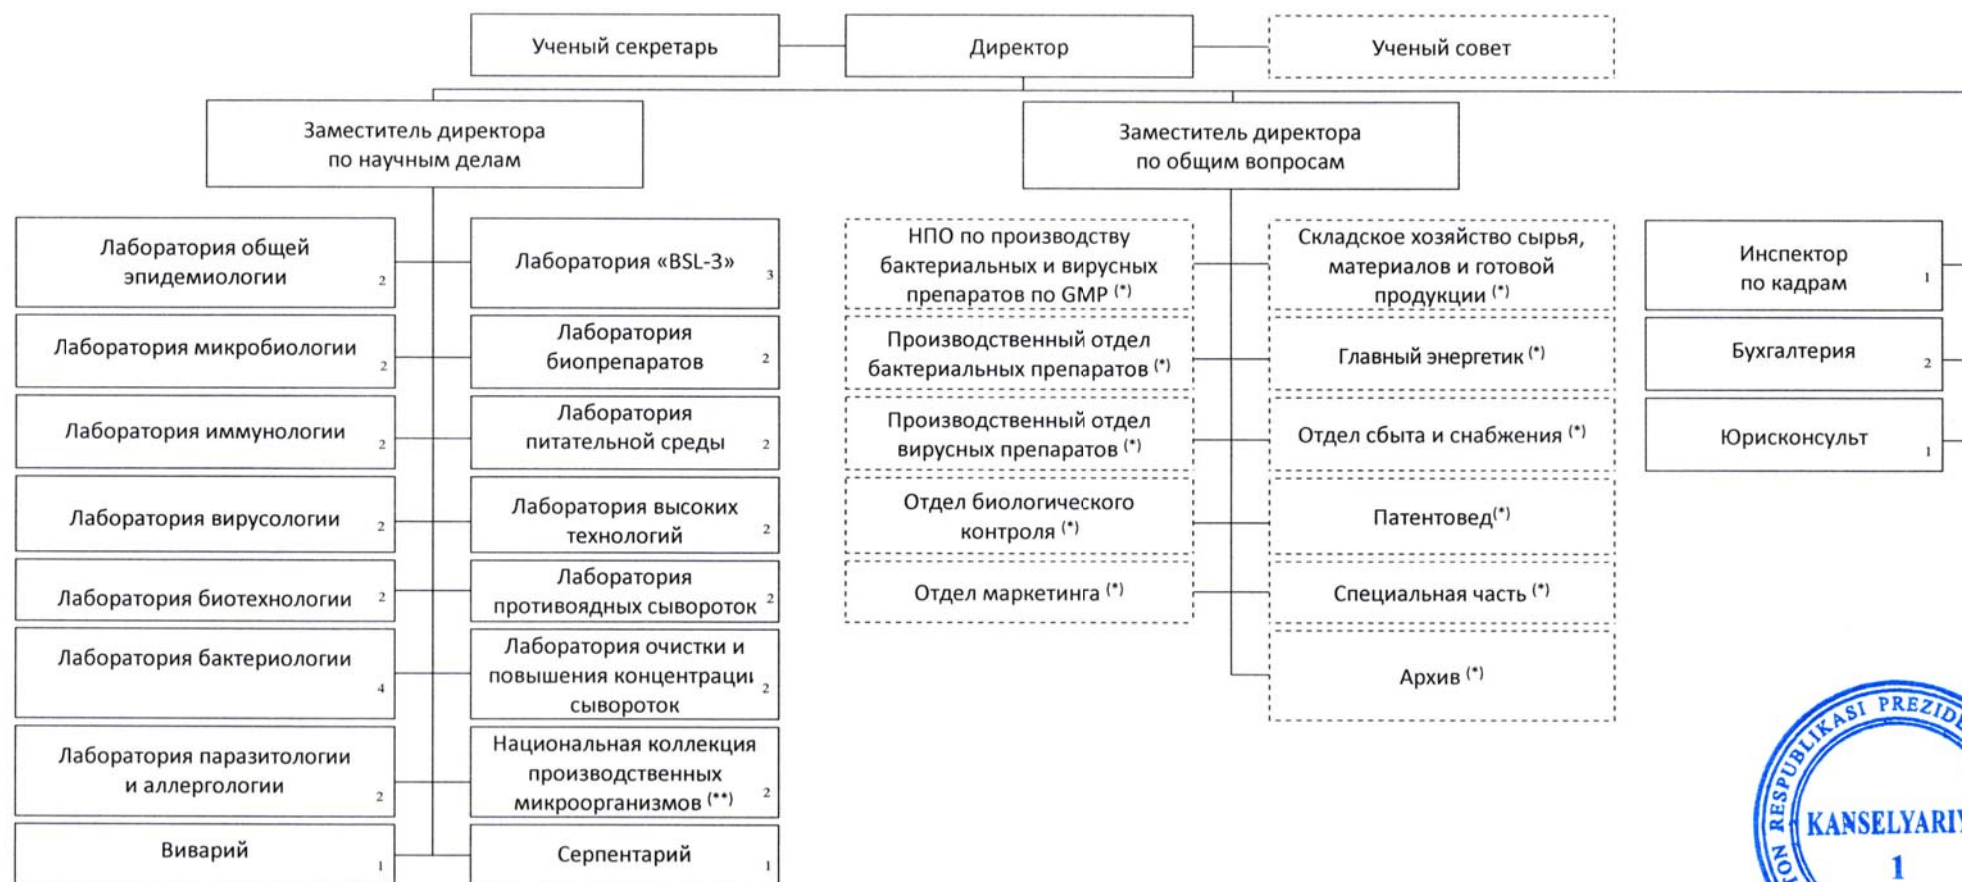 Ученый секретарь
Директор
Ученый совет
Заместитель директора
по научным делам
Заместитель директора
по общим вопросам
Лаборатория общей
эпидемиологии 2
Лаборатория «BSL-3» 3
Лаборатория микробиологии 2
Лаборатория
биопрепаратов 2
Лаборатория иммунологии 2
Лаборатория
питательной среды 2
Лаборатория вирусологии 2
Лаборатория высоких
технологий 2
Лаборатория биотехнологии 2
Лаборатория
противоядных сывороток 2
Лаборатория бактериологии
4
Лаборатория очистки и
повышения концентраци 2
сывороток
Лаборатория паразитологии
и аллергологии 2
Национальная коллекция
производственных
микроорганизмов (**) 2
Виварий 1
Серпентарий 1
НПО по производству
бактериальных и вирусных
препаратов по GMP (*)
Складское хозяйство сырья,
материалов и готовой
продукции (*)
Производственный отдел
бактериальных препаратов (*)
Главный энергетик (*)
Производственный отдел
вирусных препаратов (*)
Отдел сбыта и снабжения (*)
Отдел биологического
контроля (*)
Патентовед(*)
Отдел маркетинга (*)
Специальная часть (*)
Архив (*)
Инспектор
по кадрам 1
Бухгалтерия 2
Юрисконсульт 1
RESPUBLIKASI
KANSELYARIY
1